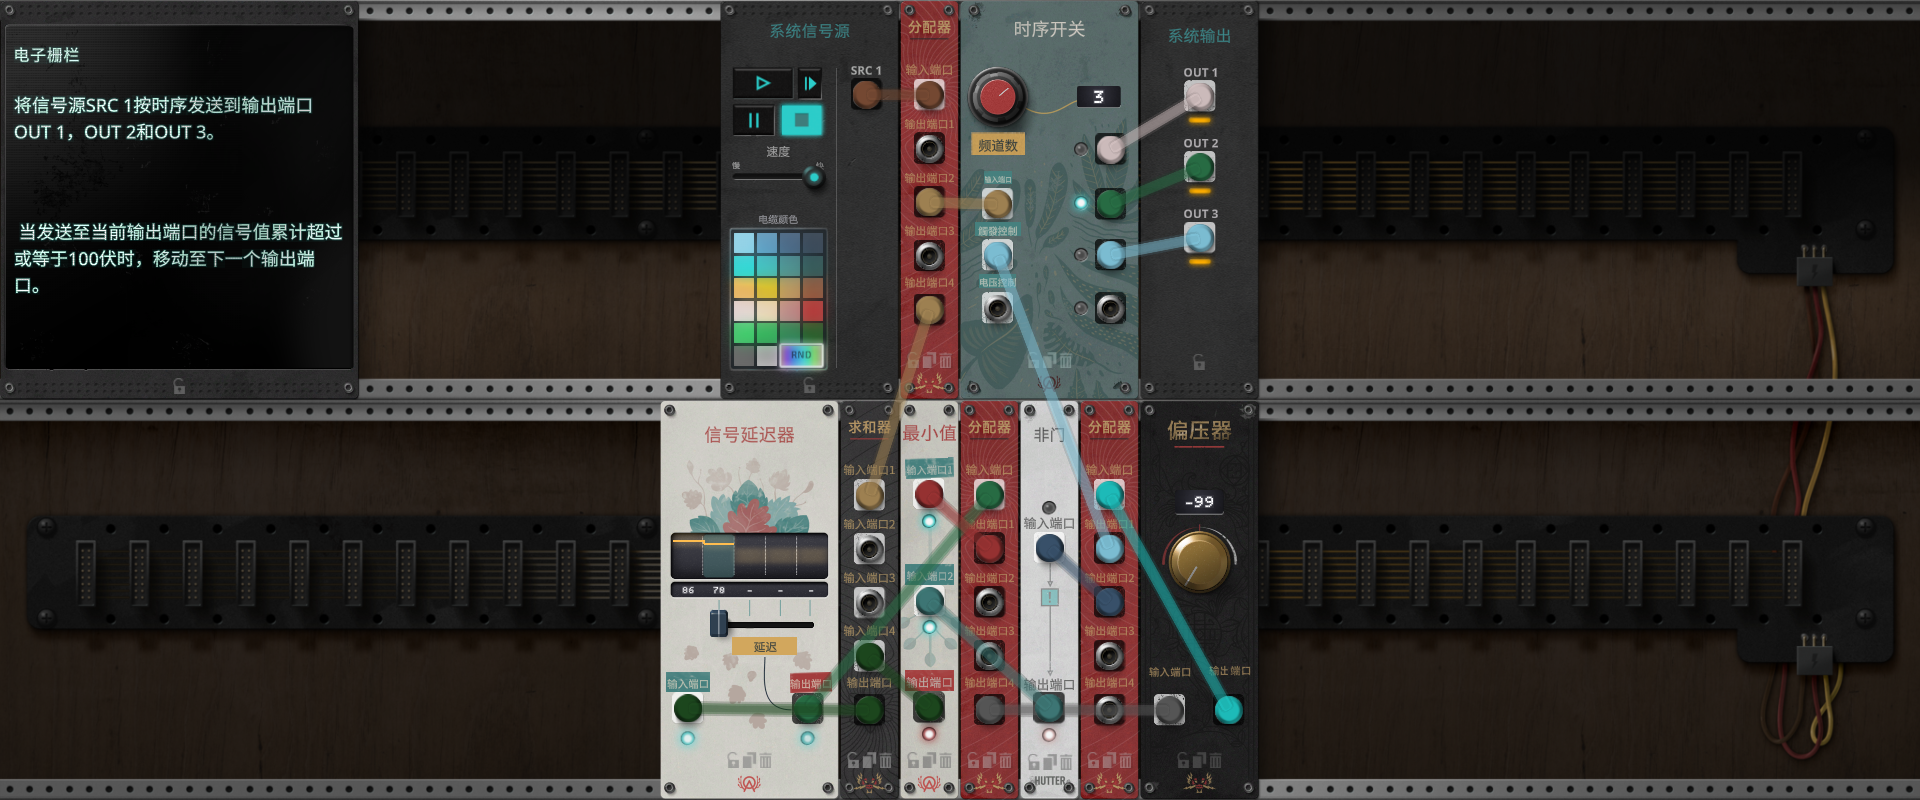 电子栅栏
将信号源SRC 1按时序发送到输出端口
OUT 1，OUT 2和OUT 3。
当发送至当前输出端口的信号值累计超过
或等于100伏时，移动至下一个输出端
口。
系统信号源
SRC 1
速度
慢
快
电缆颜色
RND
分配器
输入端口
输出端口1
输出端口2
输出端口3
输出端口4
时序开关
3
频道数
输入端口
触發控制
电压控制
系统输出
OUT 1
OUT 2
OUT 3
信号延迟器
86 70 - - -
延迟
输入端口
输出端口
求和器
输入端口1
输入端口2
输入端口3
输入端口4
输出端口
最小值
输入端口1
输入端口2
输出端口
分配器
输入端口
输出端口1
输出端口2
输出端口3
输出端口4
非门
输入端口
!
输出端口
HUTTER
分配器
输入端口
输出端口1
输出端口2
输出端口3
输出端口4
偏压器
-99
输入端口
输出端口